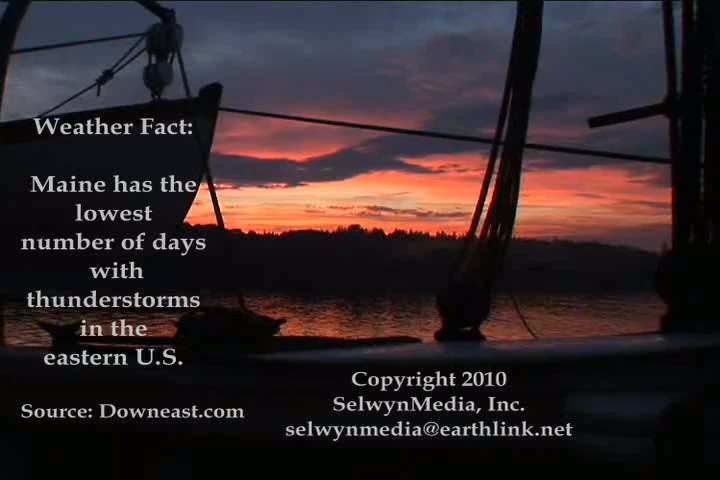 Weather Fact:
Maine has the
lowest
number of days
with
thunderstorms
in the
eastern U.S.
Source: Downeast.com
Copyright 2010
SelwynMedia, Inc.
selwynmedia@earthlink.net